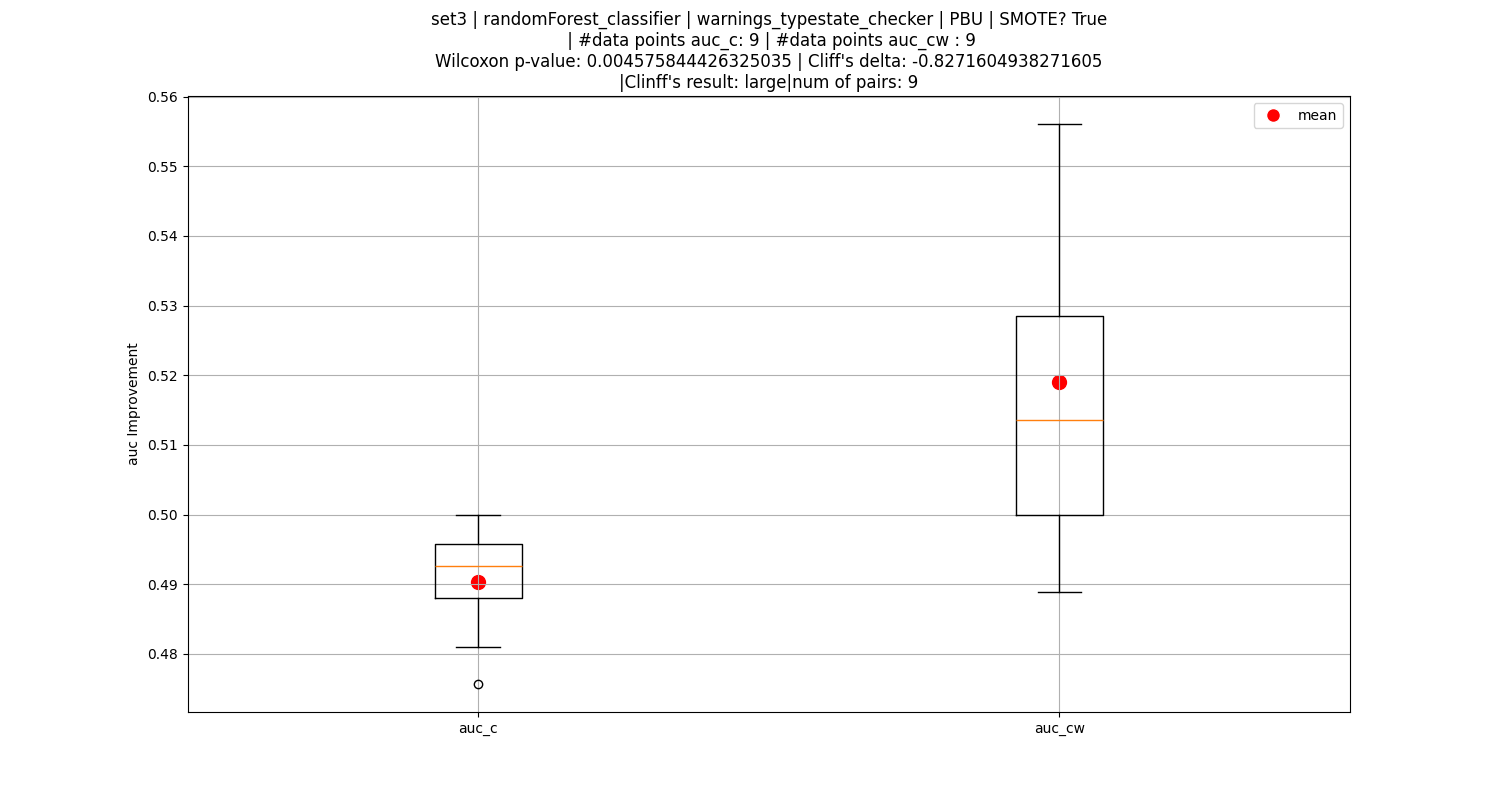 set3 | randomForest_classifier | warnings_typestate_checker | PBU | SMOTE? True
| #data points auc_c: 9 | #data points auc_cw : 9
Wilcoxon p-value: 0.004575844426325035 | Cliff's delta: -0.8271604938271605
|Clinff's result: large|num of pairs: 9
mean
auc Improvement
0.56
0.55
0.54
0.53
0.52
0.51
0.50
0.49
0.48
auc_c
auc_cw